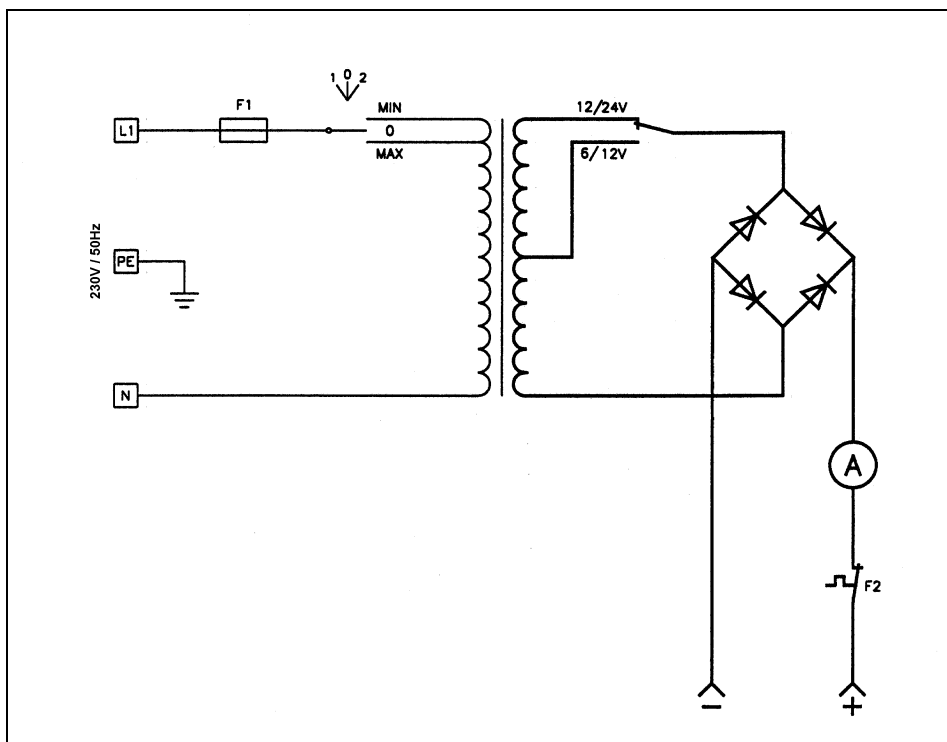 1 0 2
F1
MIN
12/24V
L1
0
MAX
6/12V
230V / 50Hz
PE
N
A
F2
−
+